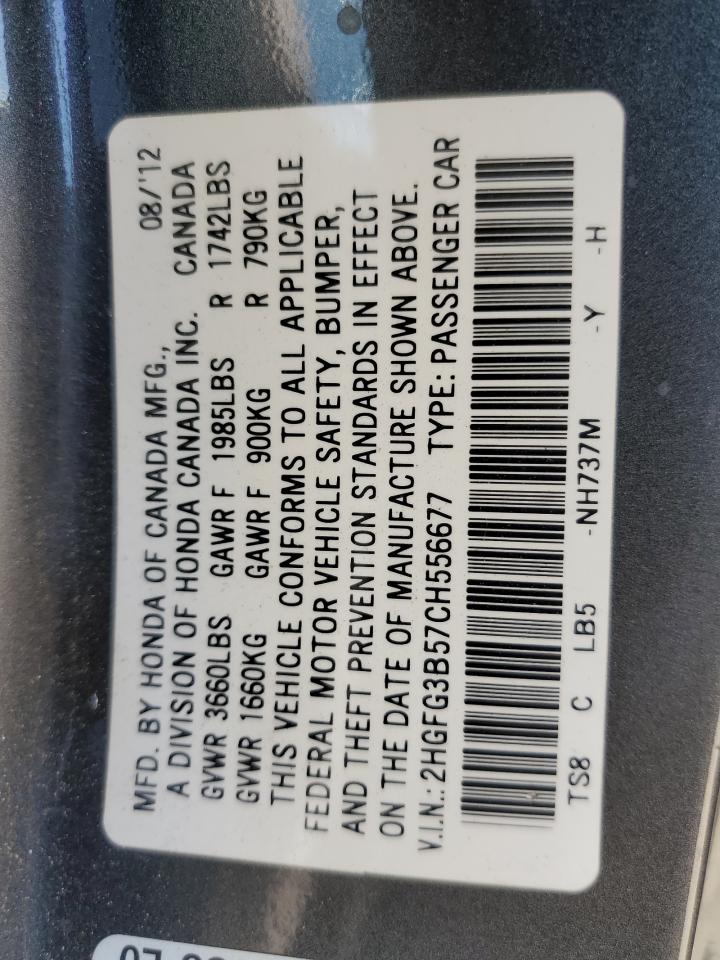 MFD. BY HONDA OF CANADA MFG., 08/'12
A DIVISION OF HONDA CANADA INC. CANADA
GVWR 3660LBS GAWR F 1985LBS R 1742LBS
GVWR 1660KG GAWR F 900KG R 790KG
THIS VEHICLE CONFORMS TO ALL APPLICABLE
FEDERAL MOTOR VEHICLE SAFETY, BUMPER,
AND THEFT PREVENTION STANDARDS IN EFFECT
ON THE DATE OF MANUFACTURE SHOWN ABOVE.
V.I.N.: 2HGFG3B57CH556677 TYPE: PASSENGER CAR
TS8 C LB5 -NH737M -Y -H